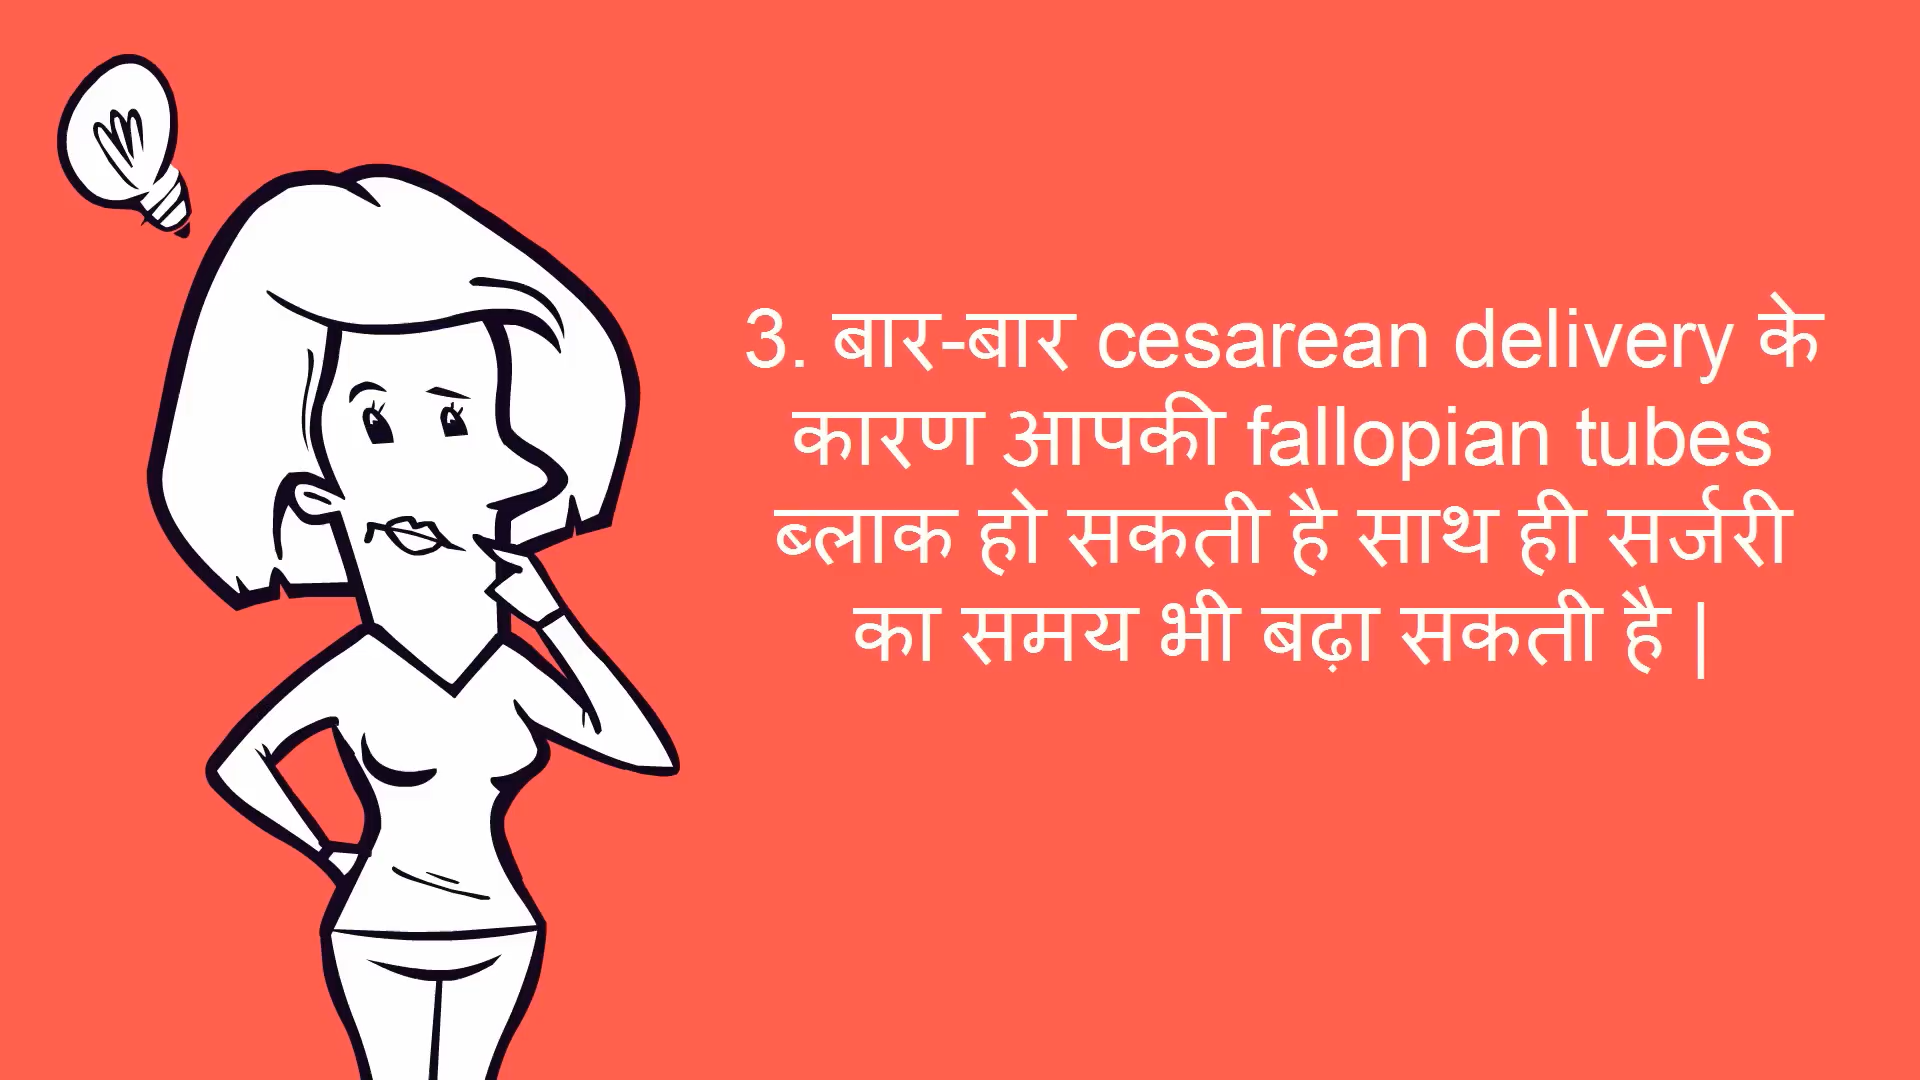 3. बार-बार cesarean delivery के
कारण आपकी fallopian tubes
ब्लाक हो सकती है साथ ही सर्जरी
का समय भी बढ़ा सकती है |